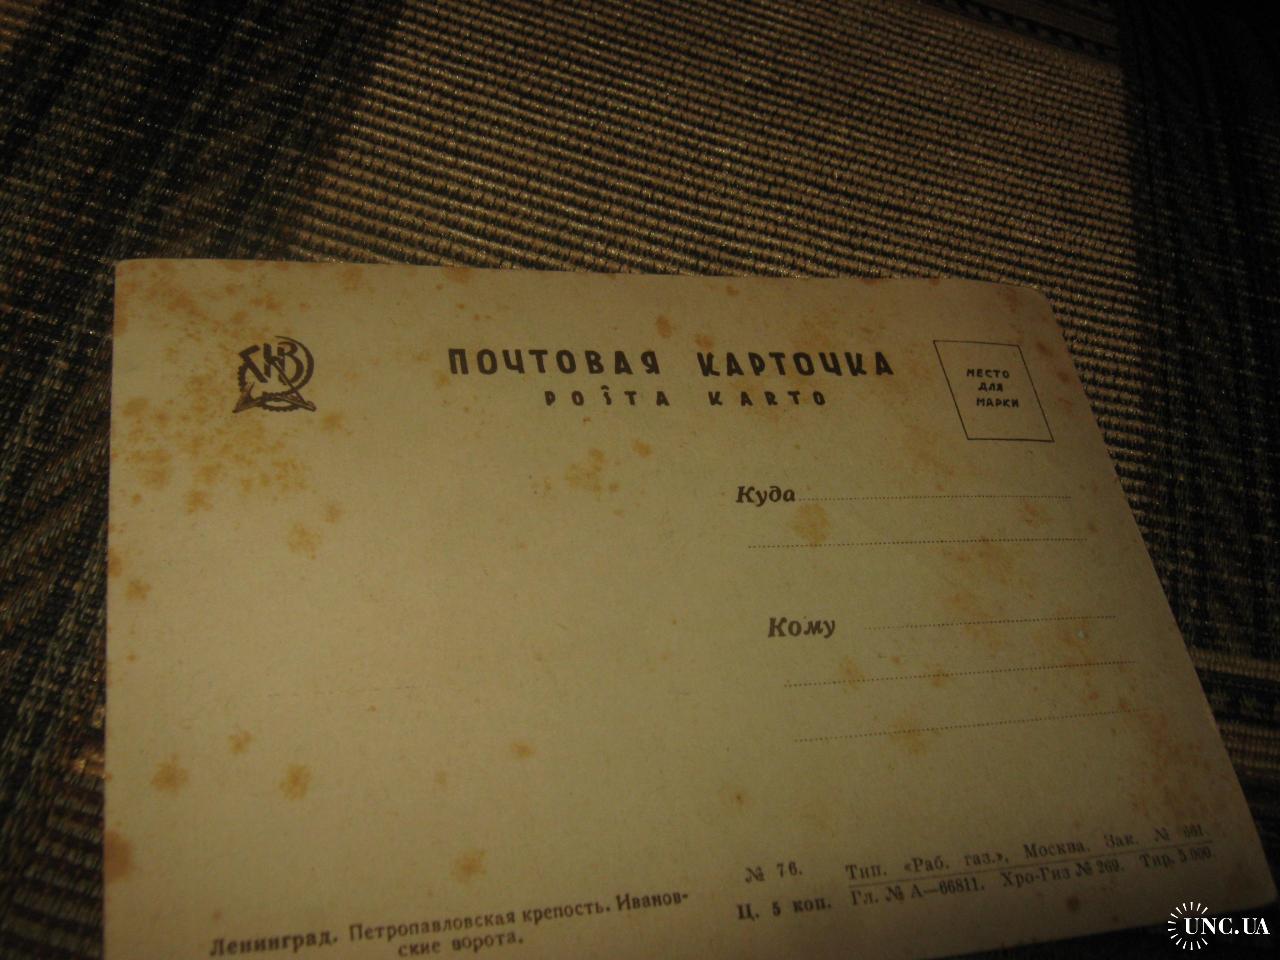 ПОЧТОВАЯ КАРТОЧКА
POŜTA KARTO
МЕСТО
ДЛЯ
МАРКИ
Куда
Кому
Ленинград. Петропавловская крепость. Иванов-
ские ворота.
№ 76. Тип. «Раб. газ.», Москва. Зак. № 661.
Ц. 5 коп. Гл. № А—66811. Хро-Гиз № 269. Тир. 5.000.
UNC.UA